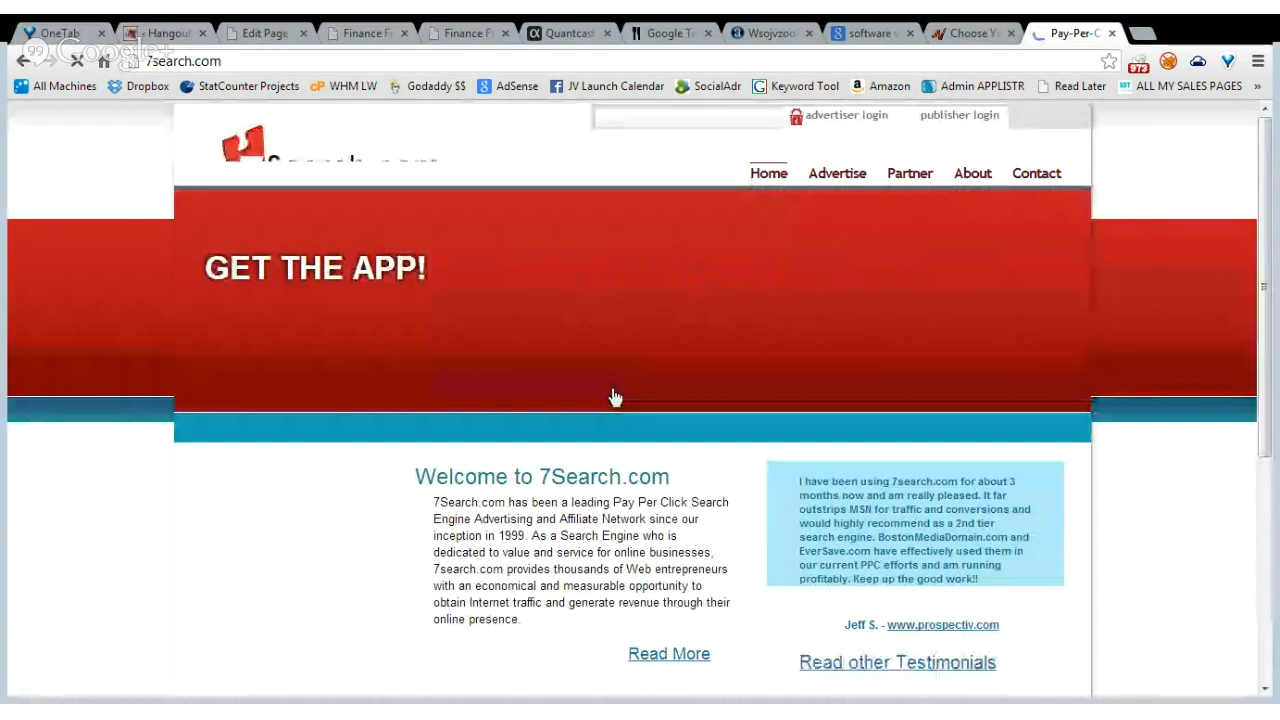 OneTab Hangout Edit Page Finance F Finance F Quantcast Google T Wsojvzoo software Choose Y Pay-Per-C
99 Google+
7search.com
973
All Machines Dropbox StatCounter Projects cP WHM LW Godaddy $$ AdSense JV Launch Calendar SocialAdr Keyword Tool Amazon Admin APPLISTR Read Later ALL MY SALES PAGES »
advertiser login publisher login
Home Advertise Partner About Contact
GET THE APP!
Welcome to 7Search.com
7Search.com has been a leading Pay Per Click Search
Engine Advertising and Affiliate Network since our
inception in 1999. As a Search Engine who is
dedicated to value and service for online businesses,
7search.com provides thousands of Web entrepreneurs
with an economical and measurable opportunity to
obtain Internet traffic and generate revenue through their
online presence.
Read More
I have been using 7search.com for about 3
months now and am really pleased. It far
outstrips MSN for traffic and conversions and
would highly recommend as a 2nd tier
search engine. BostonMediaDomain.com and
EverSave.com have effectively used them in
our current PPC efforts and am running
profitably. Keep up the good work!!
Jeff S. - www.prospectiv.com
Read other Testimonials